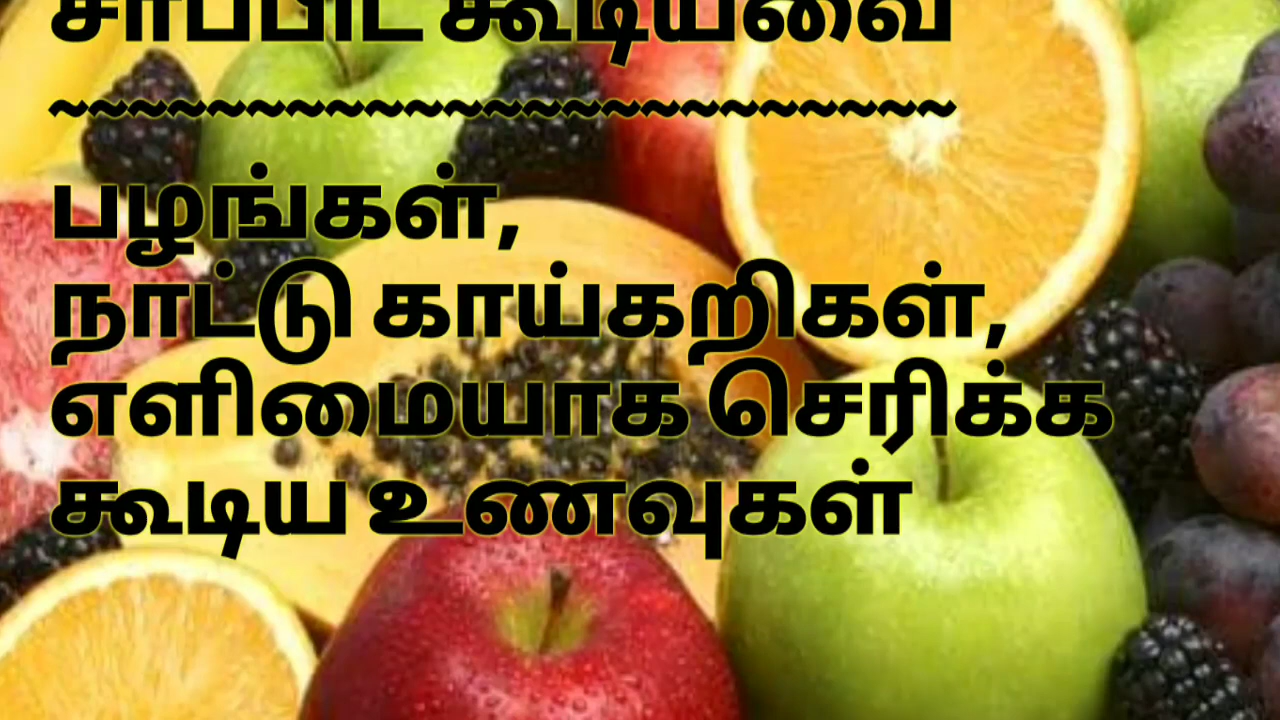 சாப்பிட கூடியவை
~~~~~~~~~~~~~~~~~~~~~~~
பழங்கள்,
நாட்டு காய்கறிகள்,
எளிமையாக செரிக்க
கூடிய உணவுகள்